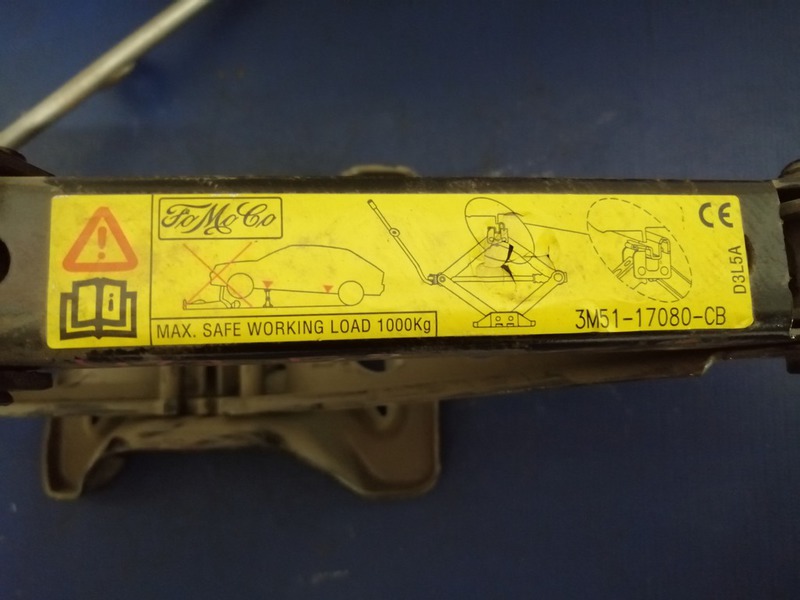 FoMoCo
MAX. SAFE WORKING LOAD 1000Kg
3M51-17080-CB
CE
D3L5A